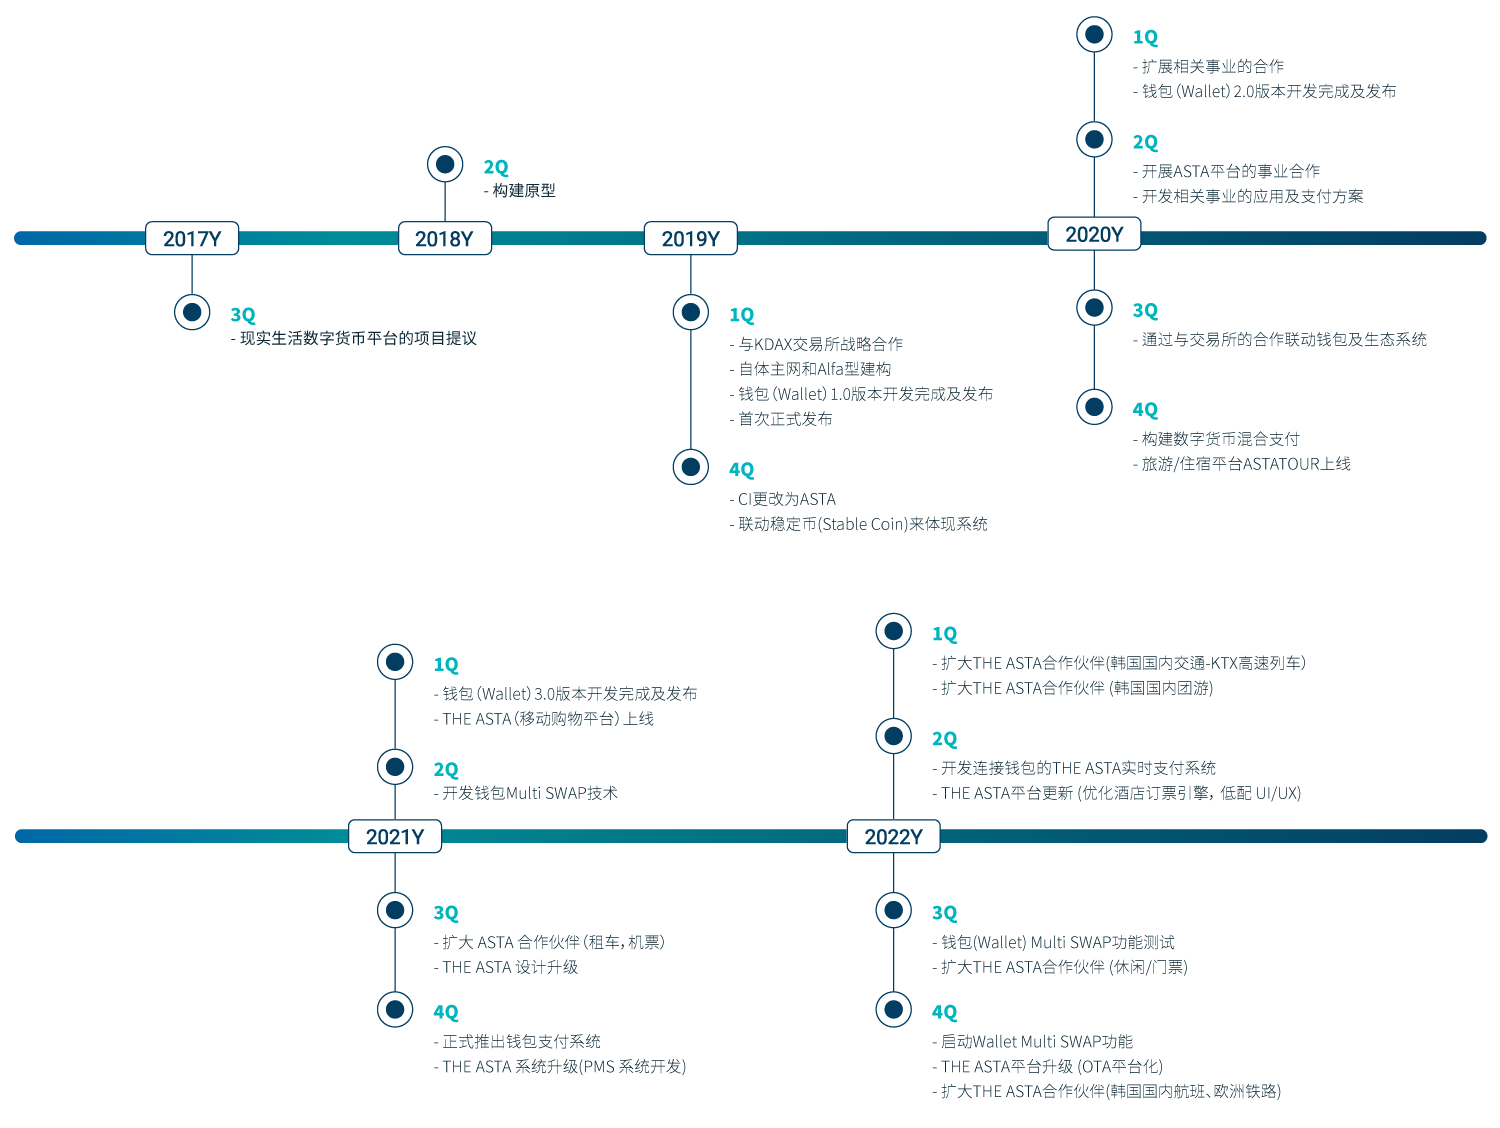 2017Y
3Q
- 现实生活数字货币平台的项目提议
2018Y
2Q
- 构建原型
2019Y
1Q
- 与KDAX交易所战略合作
- 自体主网和Alfa型建构
- 钱包（Wallet）1.0版本开发完成及发布
- 首次正式发布
4Q
- CI更改为ASTA
- 联动稳定币(Stable Coin)来体现系统
2020Y
1Q
- 扩展相关事业的合作
- 钱包（Wallet）2.0版本开发完成及发布
2Q
- 开展ASTA平台的事业合作
- 开发相关事业的应用及支付方案
3Q
- 通过与交易所的合作联动钱包及生态系统
4Q
- 构建数字货币混合支付
- 旅游/住宿平台ASTATOUR上线
2021Y
1Q
- 钱包（Wallet）3.0版本开发完成及发布
- THE ASTA（移动购物平台）上线
2Q
- 开发钱包Multi SWAP技术
3Q
- 扩大 ASTA 合作伙伴（租车，机票）
- THE ASTA 设计升级
4Q
- 正式推出钱包支付系统
- THE ASTA 系统升级(PMS 系统开发)
2022Y
1Q
- 扩大THE ASTA合作伙伴(韩国国内交通-KTX高速列车）
- 扩大THE ASTA合作伙伴 (韩国国内团游)
2Q
- 开发连接钱包的THE ASTA实时支付系统
- THE ASTA平台更新 (优化酒店订票引擎，低配 UI/UX)
3Q
- 钱包(Wallet) Multi SWAP功能测试
- 扩大THE ASTA合作伙伴 (休闲/门票)
4Q
- 启动Wallet Multi SWAP功能
- THE ASTA平台升级 (OTA平台化)
- 扩大THE ASTA合作伙伴(韩国国内航班、欧洲铁路)